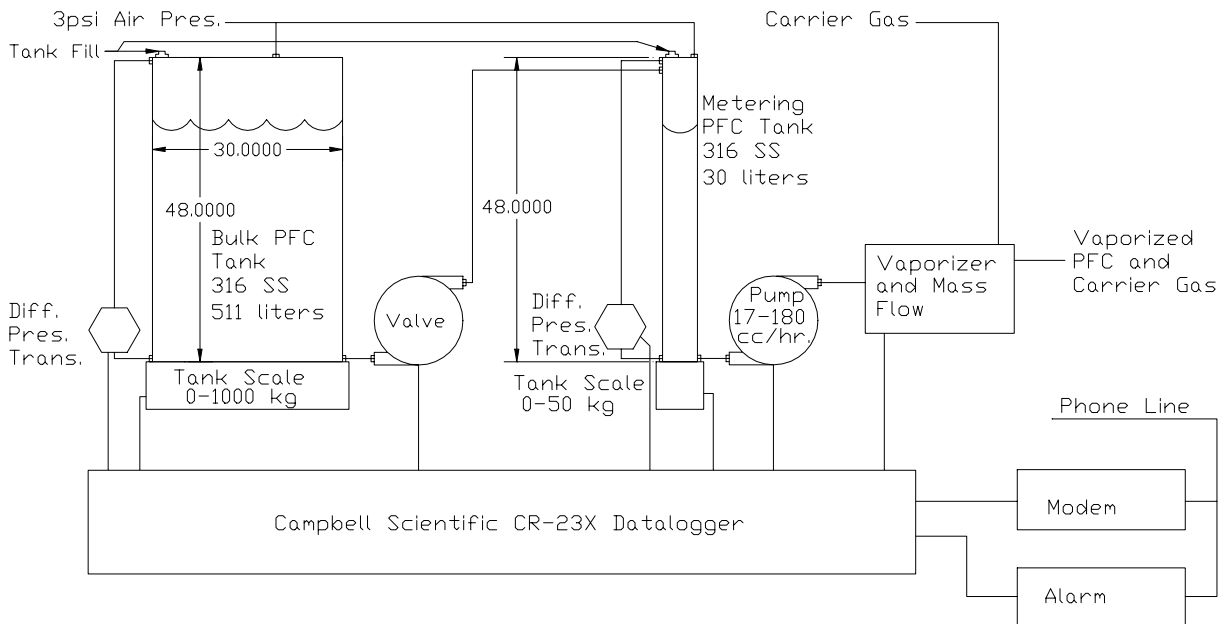 3psi Air Pres.
Carrier Gas
Tank Fill
30.0000
48.0000
Bulk PFC
Tank
316 SS
511 liters
Metering
PFC Tank
316 SS
30 liters
48.0000
Diff.
Pres.
Trans.
Valve
Diff.
Pres.
Trans.
Pump
17-180
cc/hr.
Vaporizer
and Mass
Flow
Vaporized
PFC and
Carrier Gas
Tank Scale
0-1000 kg
Tank Scale
0-50 kg
Phone Line
Campbell Scientific CR-23X Datalogger
Modem
Alarm